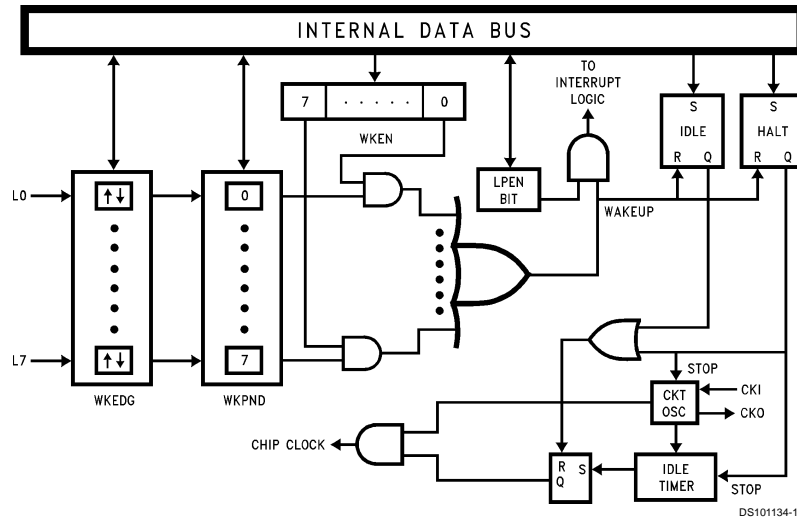 INTERNAL DATA BUS
TO
INTERRUPT
LOGIC
7 · · · · · 0
WKEN
S
IDLE
R Q
S
HALT
R Q
LPEN
BIT
WAKEUP
L0
↑↓
0
L7
↑↓
7
WKEDG
WKPND
STOP
CKT
OSC
CKI
CKO
CHIP CLOCK
R S
Q
IDLE
TIMER
STOP
DS101134-1